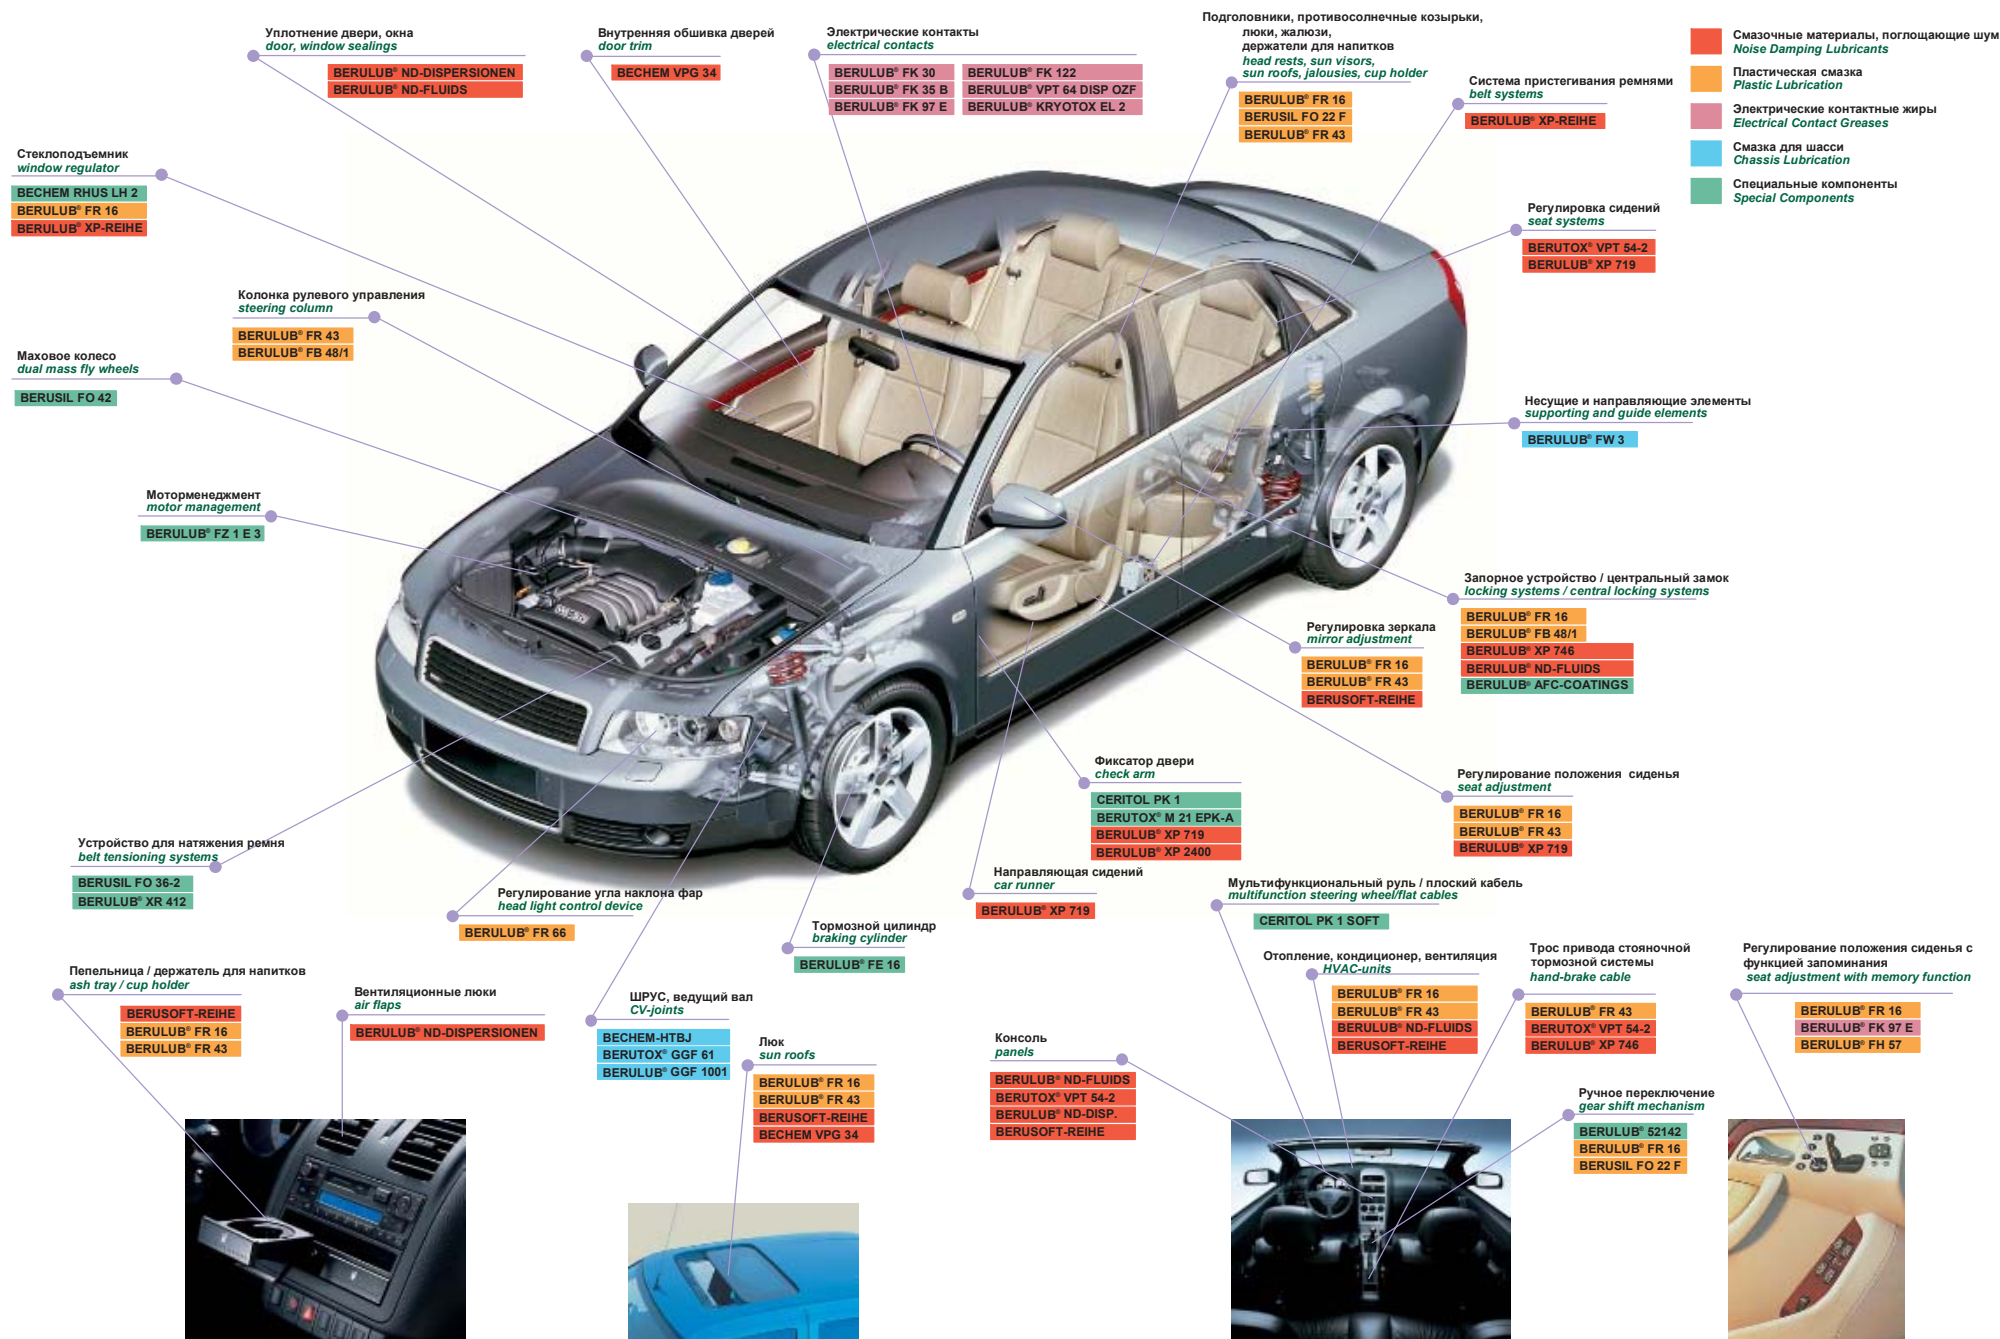 Уплотнение двери, окна
door, window sealings
BERULUB® ND-DISPERSIONEN
BERULUB® ND-FLUIDS
Внутренняя обшивка дверей
door trim
BECHEM VPG 34
Электрические контакты
electrical contacts
BERULUB® FK 30
BERULUB® FK 35 B
BERULUB® FK 97 E
BERULUB® FK 122
BERULUB® VPT 64 DISP OZF
BERULUB® KRYOTOX EL 2
Подголовники, противосолнечные козырьки,
люки, жалюзи,
держатели для напитков
head rests, sun visors,
sun roofs, jalousies, cup holder
BERULUB® FR 16
BERUSIL FO 22 F
BERULUB® FR 43
Система пристегивания ремнями
belt systems
BERULUB® XP-REIHE
Смазочные материалы, поглощающие шум
Noise Damping Lubricants
Пластическая смазка
Plastic Lubrication
Электрические контактные жиры
Electrical Contact Greases
Смазка для шасси
Chassis Lubrication
Специальные компоненты
Special Components
Стеклоподъемник
window regulator
BECHEM RHUS LH 2
BERULUB® FR 16
BERULUB® XP-REIHE
Регулировка сидений
seat systems
BERUTOX® VPT 54-2
BERULUB® XP 719
Колонка рулевого управления
steering column
BERULUB® FR 43
BERULUB® FB 48/1
Маховое колесо
dual mass fly wheels
BERUSIL FO 42
Несущие и направляющие элементы
supporting and guide elements
BERULUB® FW 3
Моторменеджмент
motor management
BERULUB® FZ 1 E 3
Запорное устройство / центральный замок
locking systems / central locking systems
BERULUB® FR 16
BERULUB® FB 48/1
BERULUB® XP 746
BERULUB® ND-FLUIDS
BERULUB® AFC-COATINGS
Регулировка зеркала
mirror adjustment
BERULUB® FR 16
BERULUB® FR 43
BERUSOFT-REIHE
Фиксатор двери
check arm
CERITOL PK 1
BERUTOX® M 21 EPK-A
BERULUB® XP 719
BERULUB® XP 2400
Регулирование положения сиденья
seat adjustment
BERULUB® FR 16
BERULUB® FR 43
BERULUB® XP 719
Устройство для натяжения ремня
belt tensioning systems
BERUSIL FO 36-2
BERULUB® XR 412
Регулирование угла наклона фар
head light control device
BERULUB® FR 66
Направляющая сидений
car runner
BERULUB® XP 719
Тормозной цилиндр
braking cylinder
BERULUB® FE 16
Мультифункциональный руль / плоский кабель
multifunction steering wheel/flat cables
CERITOL PK 1 SOFT
Отопление, кондиционер, вентиляция
HVAC-units
BERULUB® FR 16
BERULUB® FR 43
BERULUB® ND-FLUIDS
BERUSOFT-REIHE
Трос привода стояночной
тормозной системы
hand-brake cable
BERULUB® FR 43
BERUTOX® VPT 54-2
BERULUB® XP 746
Регулирование положения сиденья с
функцией запоминания
seat adjustment with memory function
BERULUB® FR 16
BERULUB® FK 97 E
BERULUB® FH 57
Пепельница / держатель для напитков
ash tray / cup holder
BERUSOFT-REIHE
BERULUB® FR 16
BERULUB® FR 43
Вентиляционные люки
air flaps
BERULUB® ND-DISPERSIONEN
ШРУС, ведущий вал
CV-joints
BECHEM-HTBJ
BERUTOX® GGF 61
BERULUB® GGF 1001
Люк
sun roofs
BERULUB® FR 16
BERULUB® FR 43
BERUSOFT-REIHE
BECHEM VPG 34
Консоль
panels
BERULUB® ND-FLUIDS
BERUTOX® VPT 54-2
BERULUB® ND-DISP.
BERUSOFT-REIHE
Ручное переключение
gear shift mechanism
BERULUB® 52142
BERULUB® FR 16
BERUSIL FO 22 F